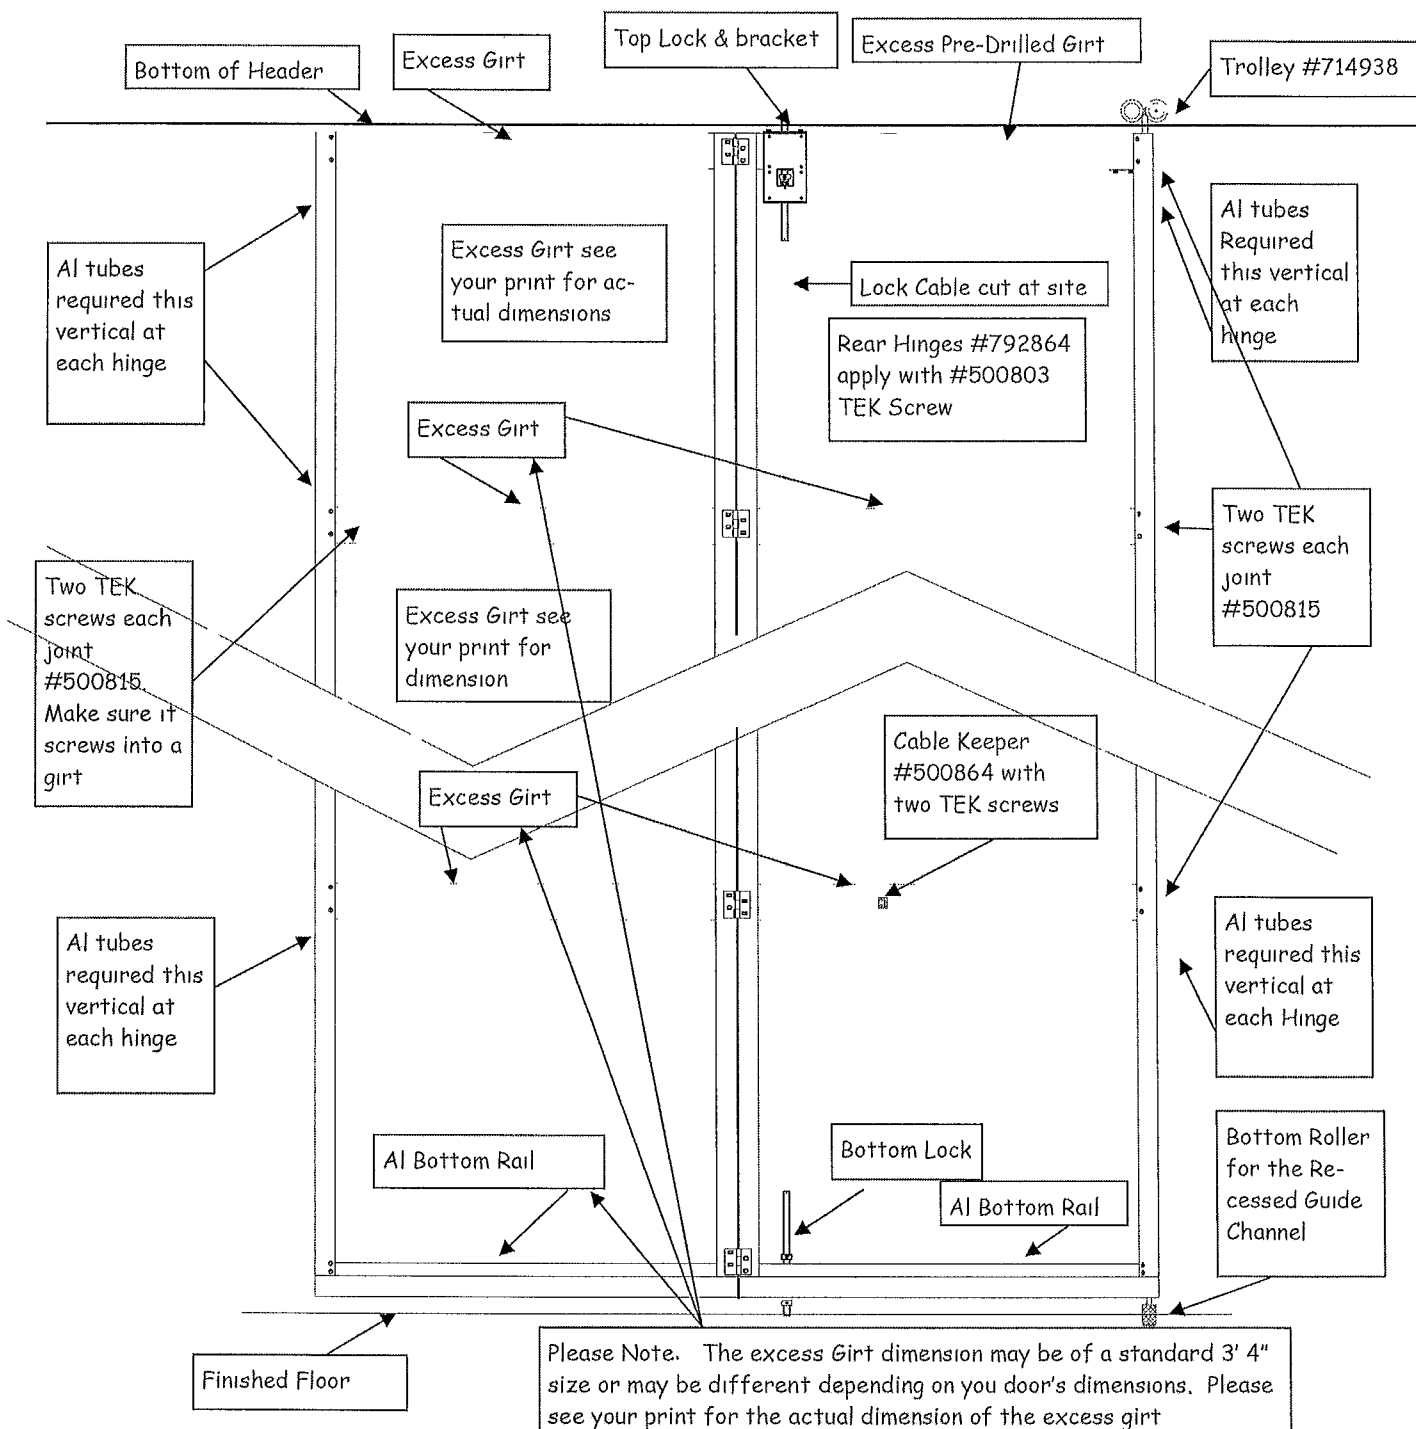 Bottom of Header
Excess Girt
Top Lock & bracket
Excess Pre-Drilled Girt
Trolley #714938
Al tubes
required this
vertical at
each hinge
Excess Girt see
your print for ac-
tual dimensions
Lock Cable cut at site
Rear Hinges #792864
apply with #500803
TEK Screw
Al tubes
Required
this vertical
at each
hinge
Excess Girt
Two TEK
screws each
joint
#500815
Two TEK
screws each
joint
#500815.
Make sure it
screws into a
girt
Excess Girt see
your print for
dimension
Cable Keeper
#500864 with
two TEK screws
Excess Girt
Al tubes
required this
vertical at
each hinge
Al tubes
required this
vertical at
each Hinge
Al Bottom Rail
Bottom Lock
Al Bottom Rail
Bottom Roller
for the Re-
cessed Guide
Channel
Finished Floor
Please Note. The excess Girt dimension may be of a standard 3' 4"
size or may be different depending on you door's dimensions. Please
see your print for the actual dimension of the excess girt